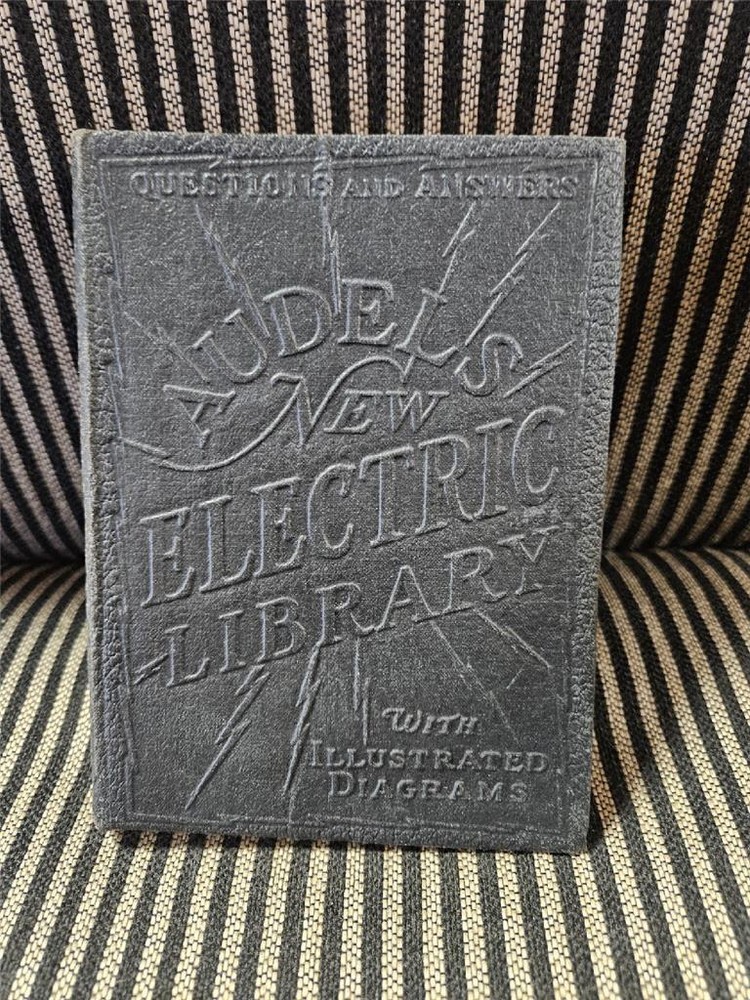 QUESTIONS AND ANSWERS
AUDELS
NEW
ELECTRIC
LIBRARY
WITH
ILLUSTRATED
DIAGRAMS